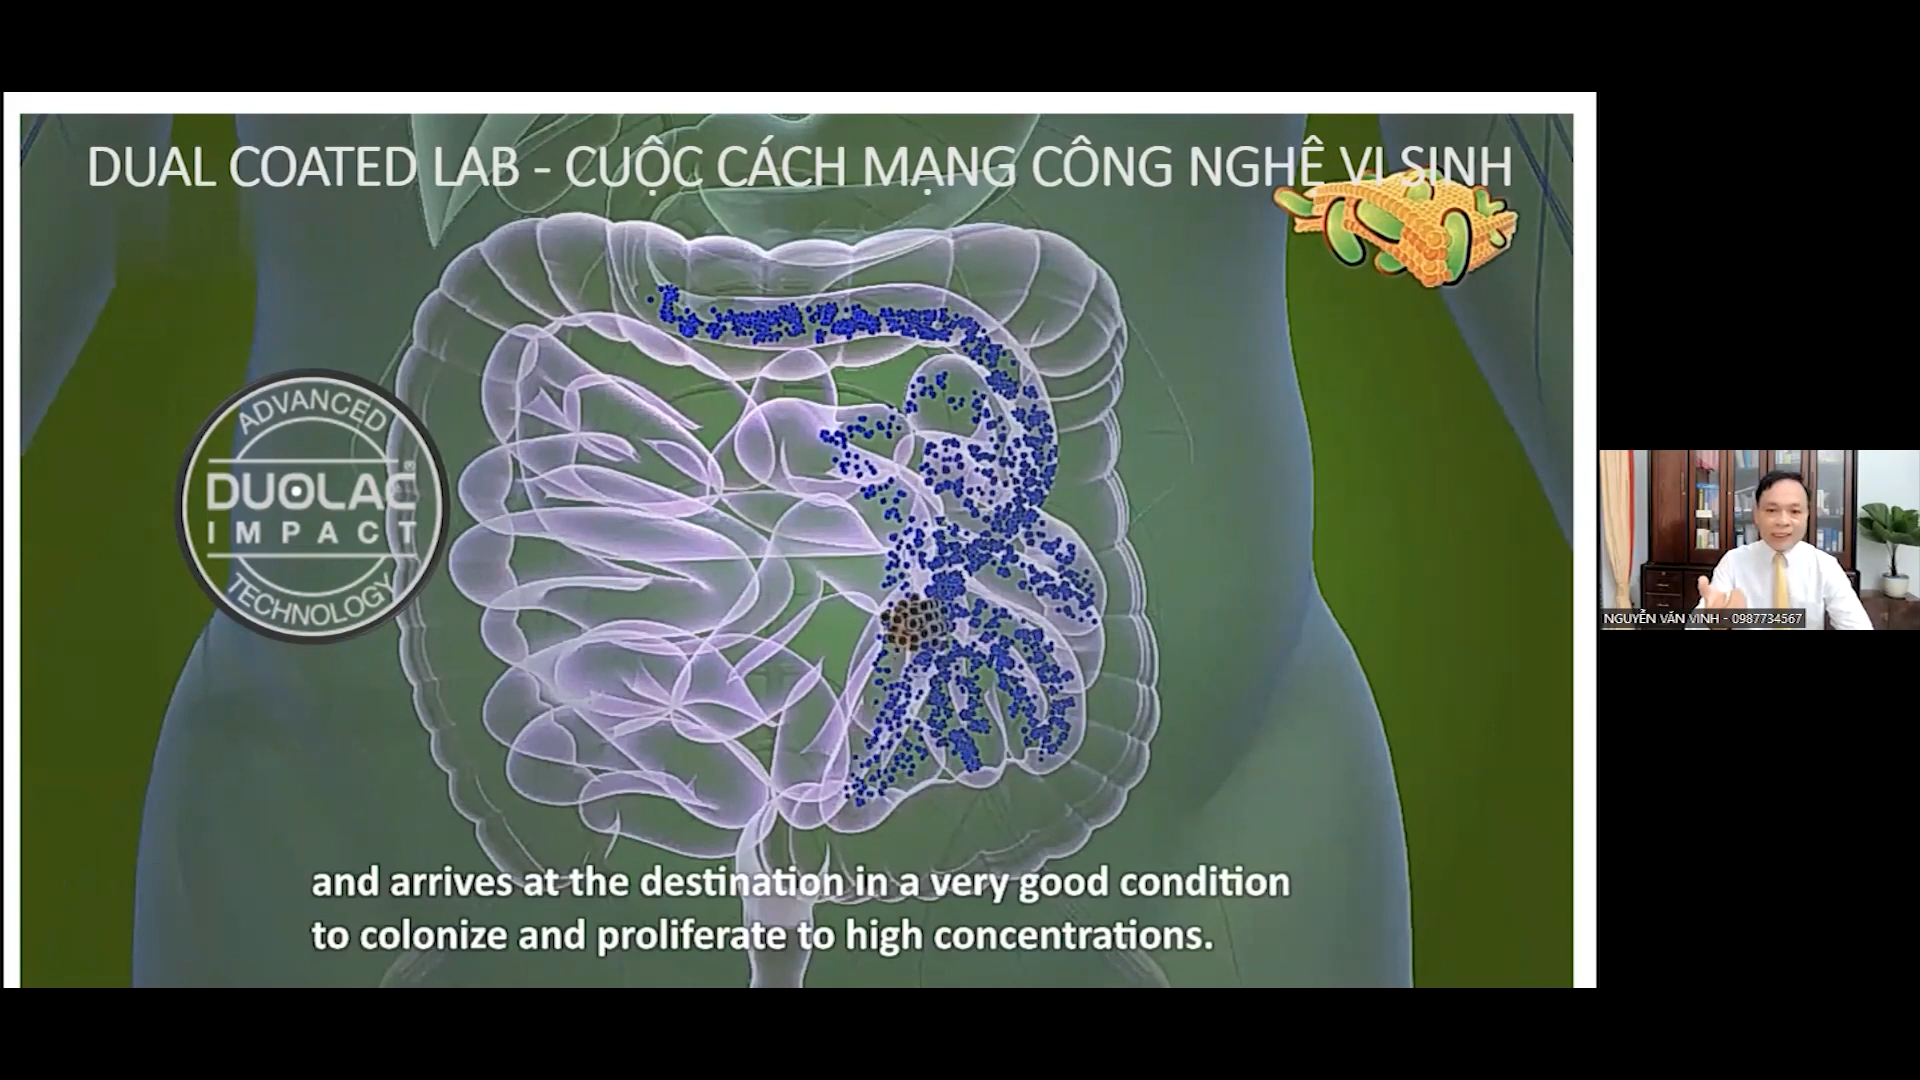 DUAL COATED LAB - CUỘC CÁCH MẠNG CÔNG NGHỆ VI SINH
ADVANCED
DUOLAC®
IMPACT
TECHNOLOGY
and arrives at the destination in a very good condition
to colonize and proliferate to high concentrations.
NGUYỄN VĂN VINH - 0987734567